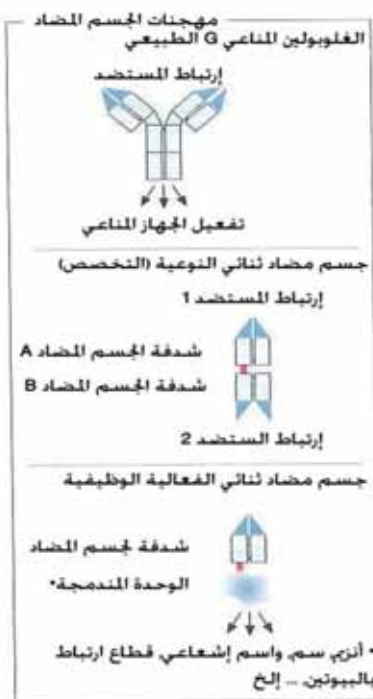 مهجنات الجسم المضاد
الغلوبولين المناعي G الطبيعي
إرتباط المستضد
تفعيل الجهاز المناعي
جسم مضاد ثنائي النوعية (التخصص)
إرتباط المستضد 1
شدفة الجسم المضاد A
شدفة الجسم المضاد B
إرتباط الستضد 2
جسم مضاد ثنائي الفعالية الوظيفية
شدفة لجسم المضاد
الوحدة المندمجة*
* أنزيم، سم، واسم إشعاعي، قطاع ارتباط
بالبيوتين ... إلخ